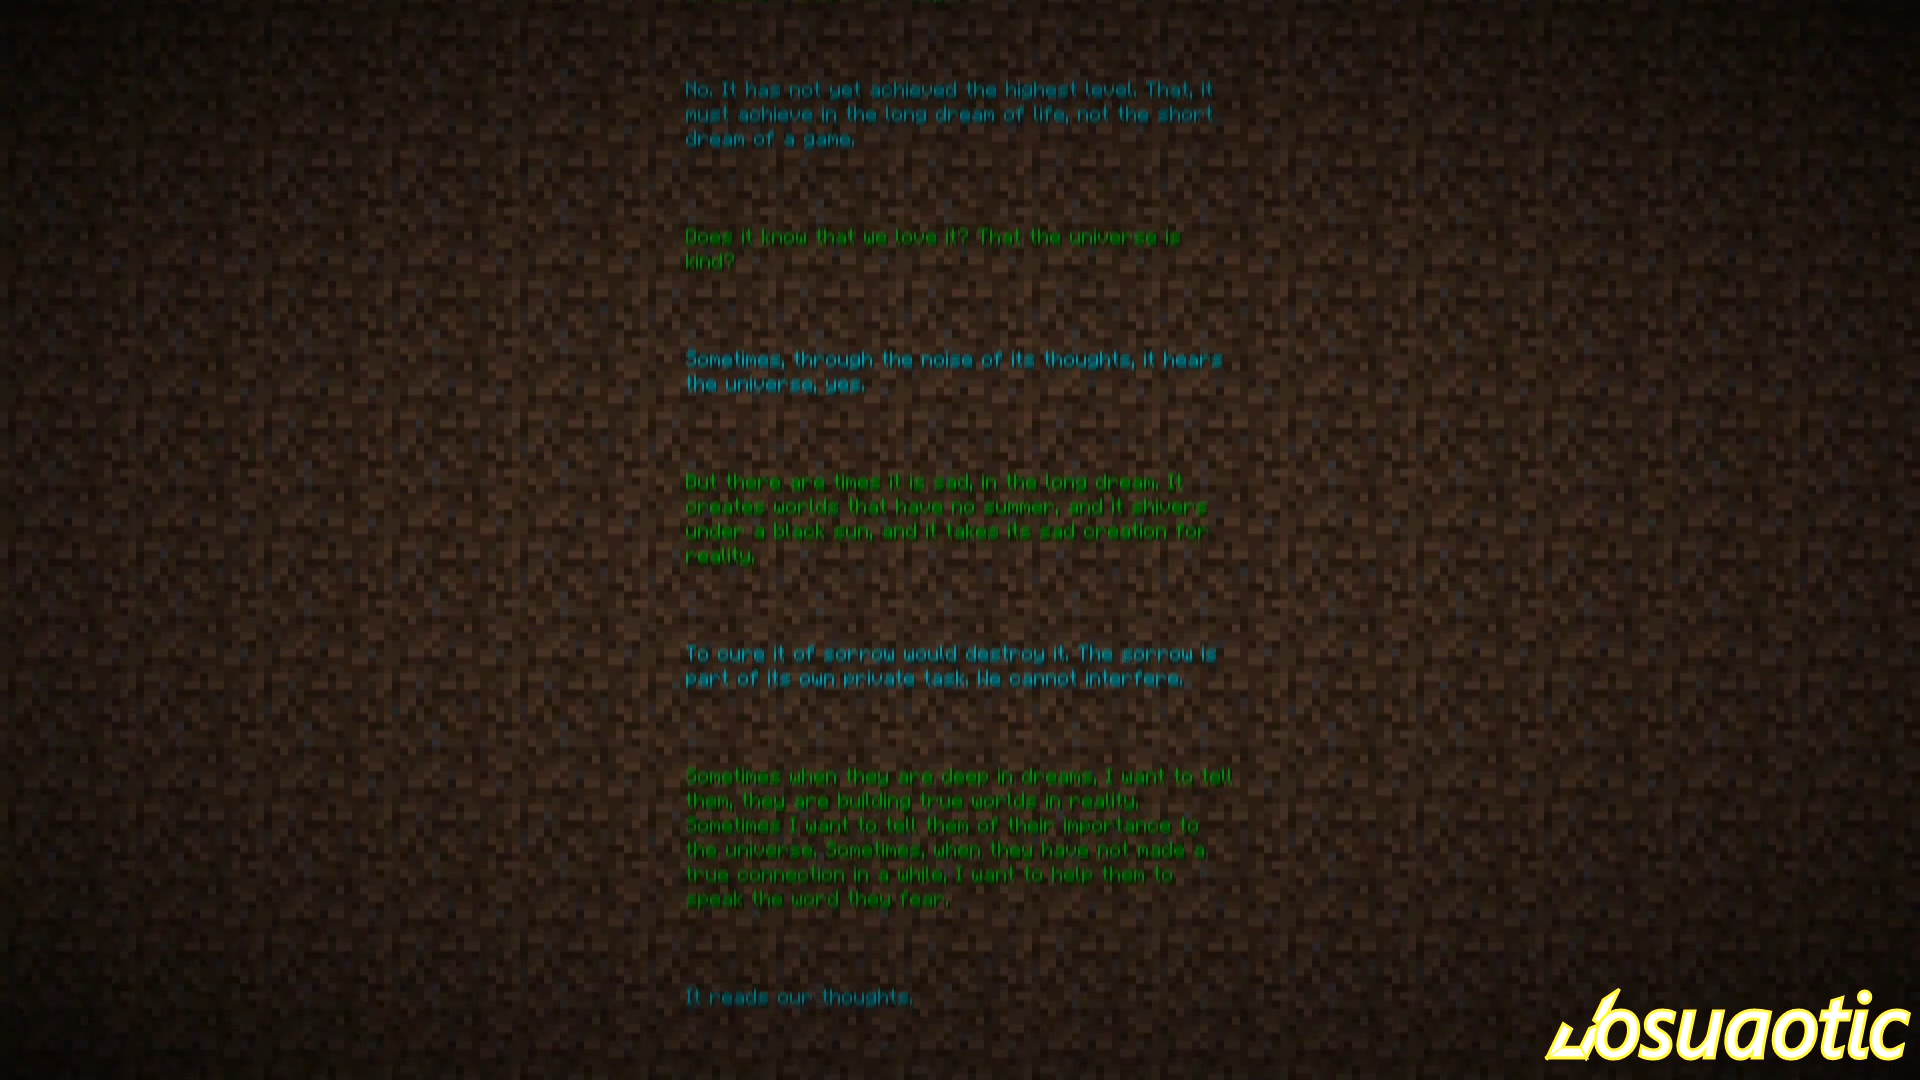 No. It has not yet achieved the highest level. That, it
must achieve in the long dream of life, not the short
dream of a game.
Does it know that we love it? That the universe is
kind?
Sometimes, through the noise of its thoughts, it hears
the universe, yes.
But there are times it is sad, in the long dream. It
creates worlds that have no summer, and it shivers
under a black sun, and it takes its sad creation for
reality.
To cure it of sorrow would destroy it. The sorrow is
part of its own private task. We cannot interfere.
Sometimes when they are deep in dreams, I want to tell
them, they are building true worlds in reality.
Sometimes I want to tell them of their importance to
the universe. Sometimes, when they have not made a
true connection in a while, I want to help them to
speak the word they fear.
It reads our thoughts.
Josuaotic